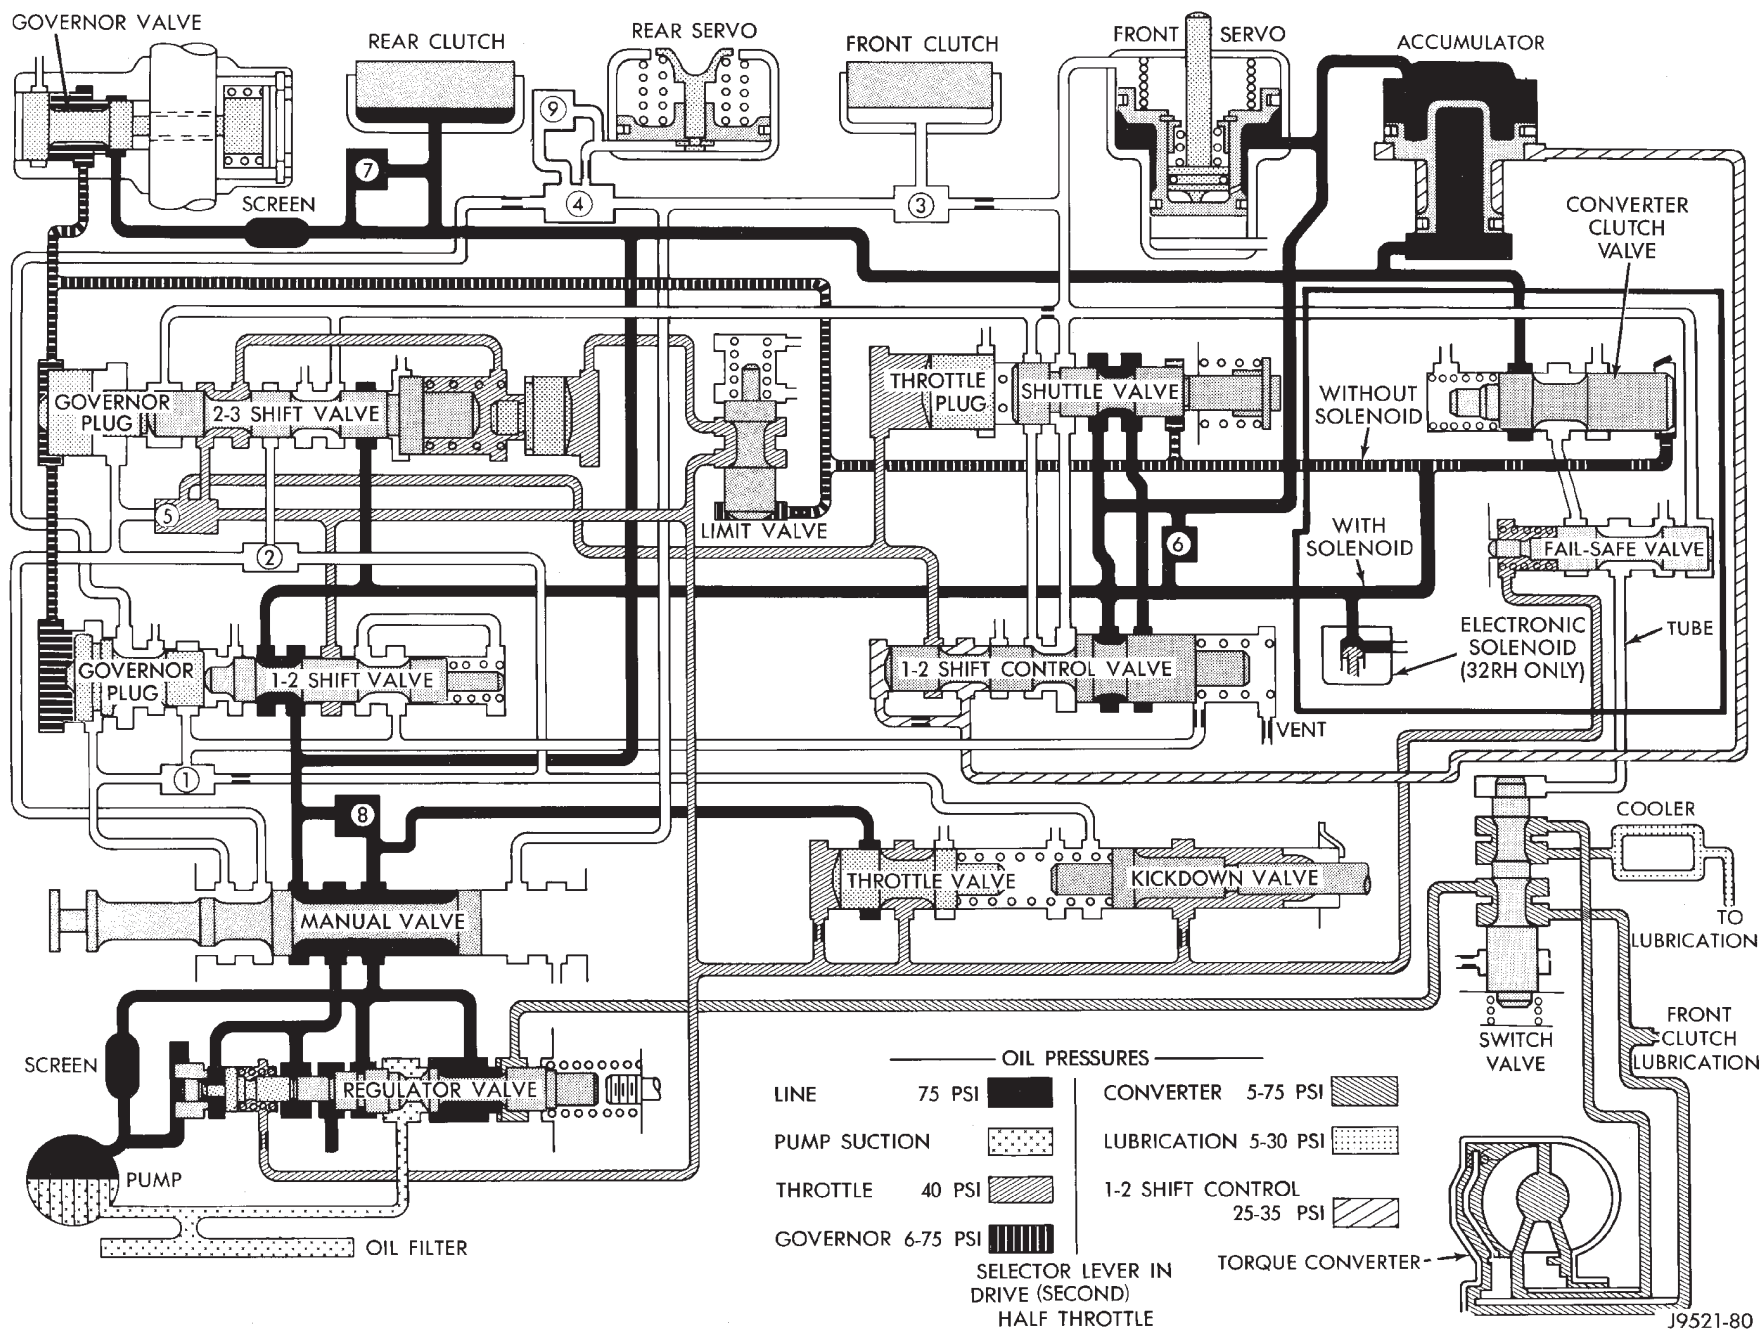 GOVERNOR VALVE
REAR CLUTCH
REAR SERVO
FRONT CLUTCH
FRONT SERVO
ACCUMULATOR
9
7
4
3
SCREEN
CONVERTER
CLUTCH
VALVE
GOVERNOR
PLUG
2-3 SHIFT VALVE
THROTTLE
PLUG
SHUTTLE VALVE
WITHOUT
SOLENOID
5
LIMIT VALVE
2
6
WITH
SOLENOID
FAIL-SAFE VALVE
ELECTRONIC
SOLENOID
(32RH ONLY)
TUBE
GOVERNOR
PLUG
1-2 SHIFT VALVE
1-2 SHIFT CONTROL VALVE
VENT
1
8
COOLER
THROTTLE VALVE
KICKDOWN VALVE
MANUAL VALVE
TO
LUBRICATION
SCREEN
REGULATOR VALVE
SWITCH
VALVE
FRONT
CLUTCH
LUBRICATION
PUMP
OIL FILTER
OIL PRESSURES
LINE 75 PSI
PUMP SUCTION
THROTTLE 40 PSI
GOVERNOR 6-75 PSI
CONVERTER 5-75 PSI
LUBRICATION 5-30 PSI
1-2 SHIFT CONTROL
25-35 PSI
SELECTOR LEVER IN
DRIVE (SECOND)
HALF THROTTLE
TORQUE CONVERTER
J9521-80